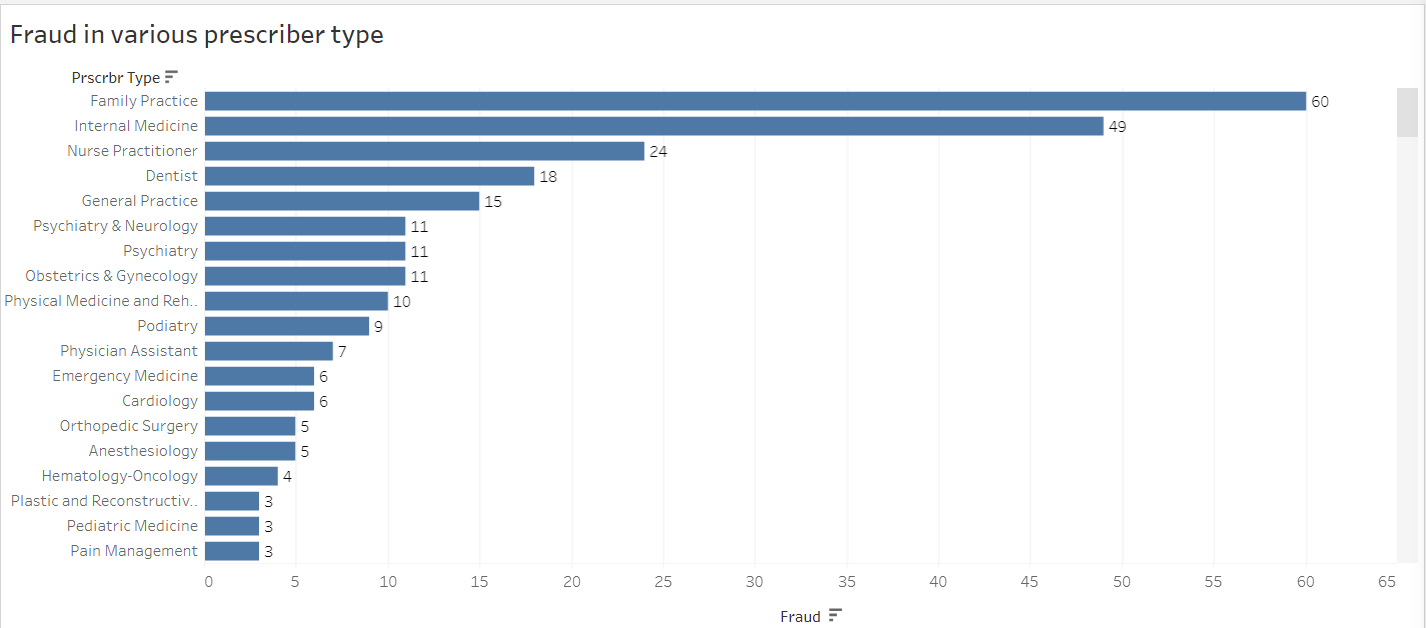 Fraud in various prescriber type
Prscrbr Type
Family Practice 60
Internal Medicine 49
Nurse Practitioner 24
Dentist 18
General Practice 15
Psychiatry & Neurology 11
Psychiatry 11
Obstetrics & Gynecology 11
Physical Medicine and Reh.. 10
Podiatry 9
Physician Assistant 7
Emergency Medicine 6
Cardiology 6
Orthopedic Surgery 5
Anesthesiology 5
Hematology-Oncology 4
Plastic and Reconstructiv.. 3
Pediatric Medicine 3
Pain Management 3
0 5 10 15 20 25 30 35 40 45 50 55 60 65
Fraud